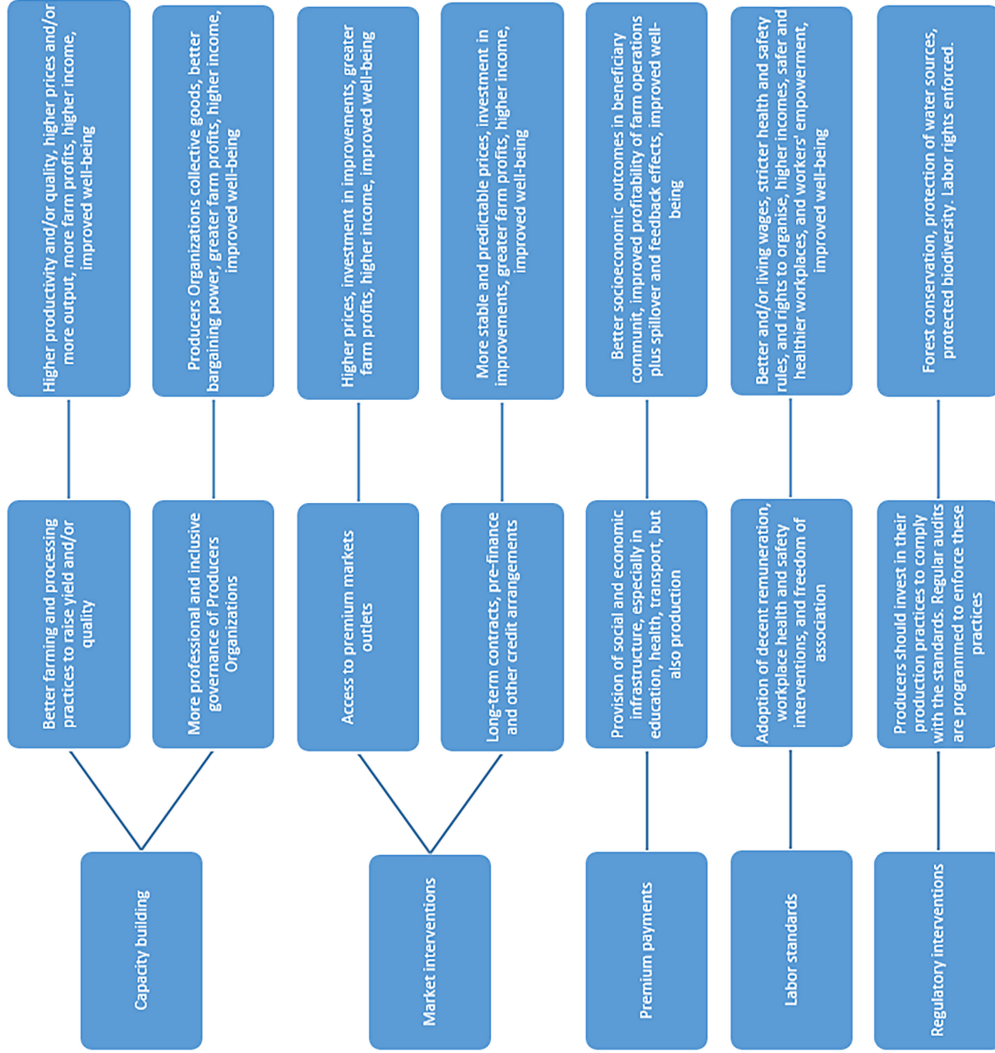 Capacity building
Better farming and processing
practices to raise yield and/or
quality
Higher productivity and/or quality, higher prices and/or
more output, more farm profits, higher income,
improved well-being
More professional and inclusive
governance of Producers
Organizations
Producers Organizations collective goods, better
bargaining power, greater farm profits, higher income,
improved well-being
Market interventions
Access to premium markets
outlets
Higher prices, investment in improvements, greater
farm profits, higher income, improved well-being
Long-term contracts, pre-finance
and other credit arrangements
More stable and predictable prices, investment in
improvements, greater farm profits, higher income,
improved well-being
Premium payments
Provision of social and economic
infrastructure, especially in
education, health, transport, but
also production
Better socioeconomic outcomes in beneficiary
communit, improved profitability of farm operations
plus spillover and feedback effects, improved well-
being
Labor standards
Adoption of decent remuneration,
workplace health and safety
interventions, and freedom of
association
Better and/or living wages, stricter health and safety
rules, and rights to organise, higher incomes, safer and
healthier workplaces, and workers' empowerment,
improved well-being
Regulatory interventions
Producers should invest in their
production practices to comply
with the standards. Regular audits
are programmed to enforce these
practices
Forest conservation, protection of water sources,
protected biodiversity. Labor rights enforced.